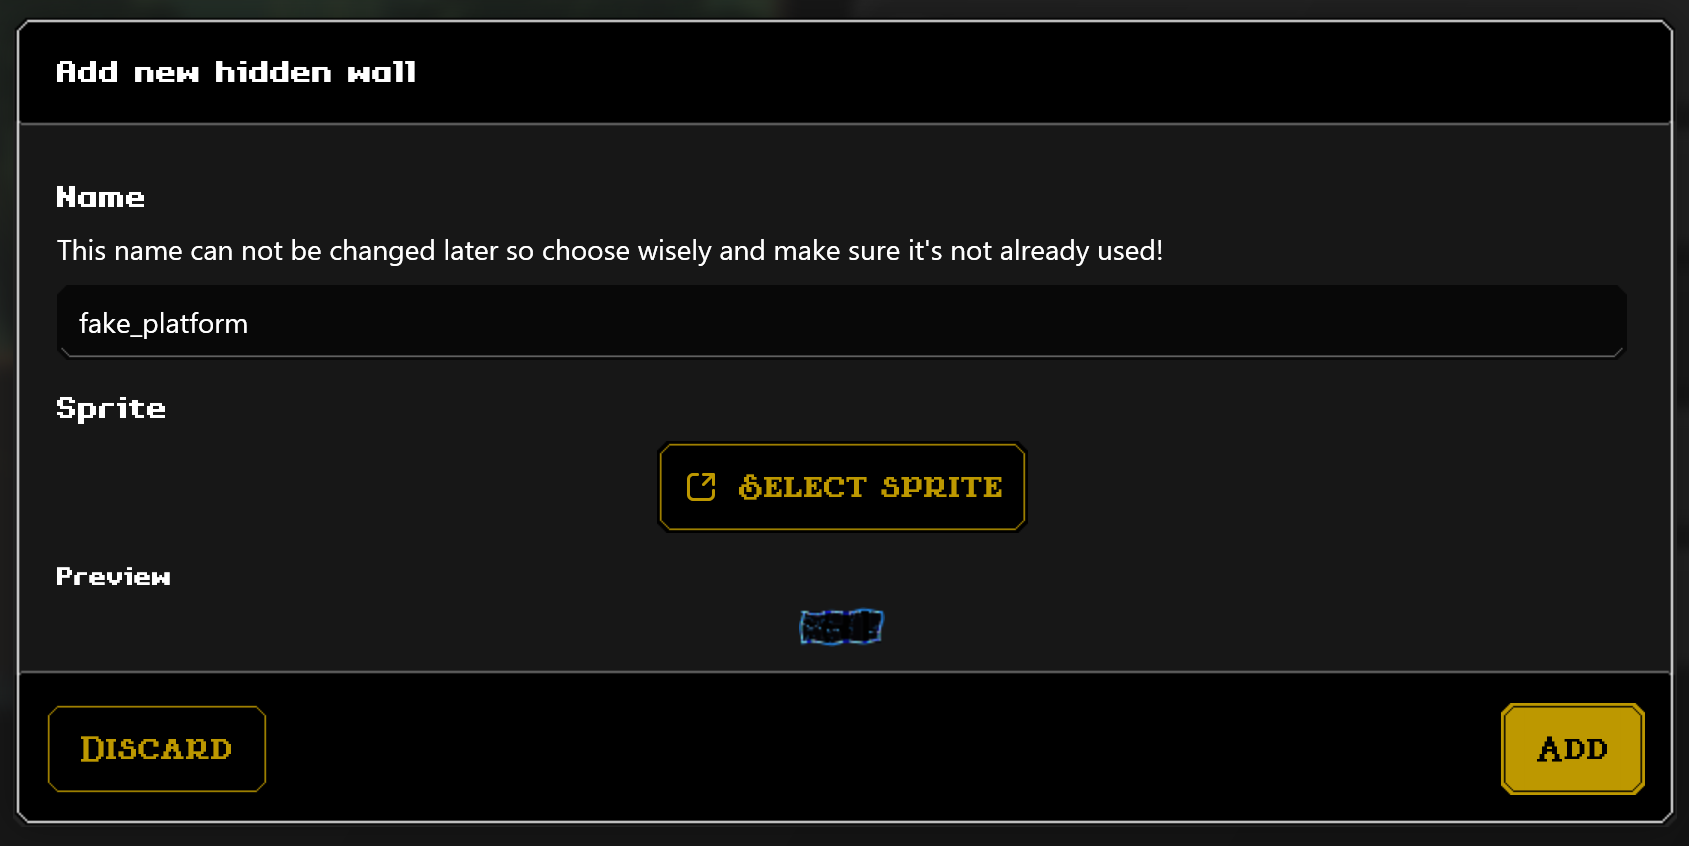 Add new hidden wall
Name
This name can not be changed later so choose wisely and make sure it's not already used!
fake_platform
Sprite
Select sprite
Preview
Discard
Add